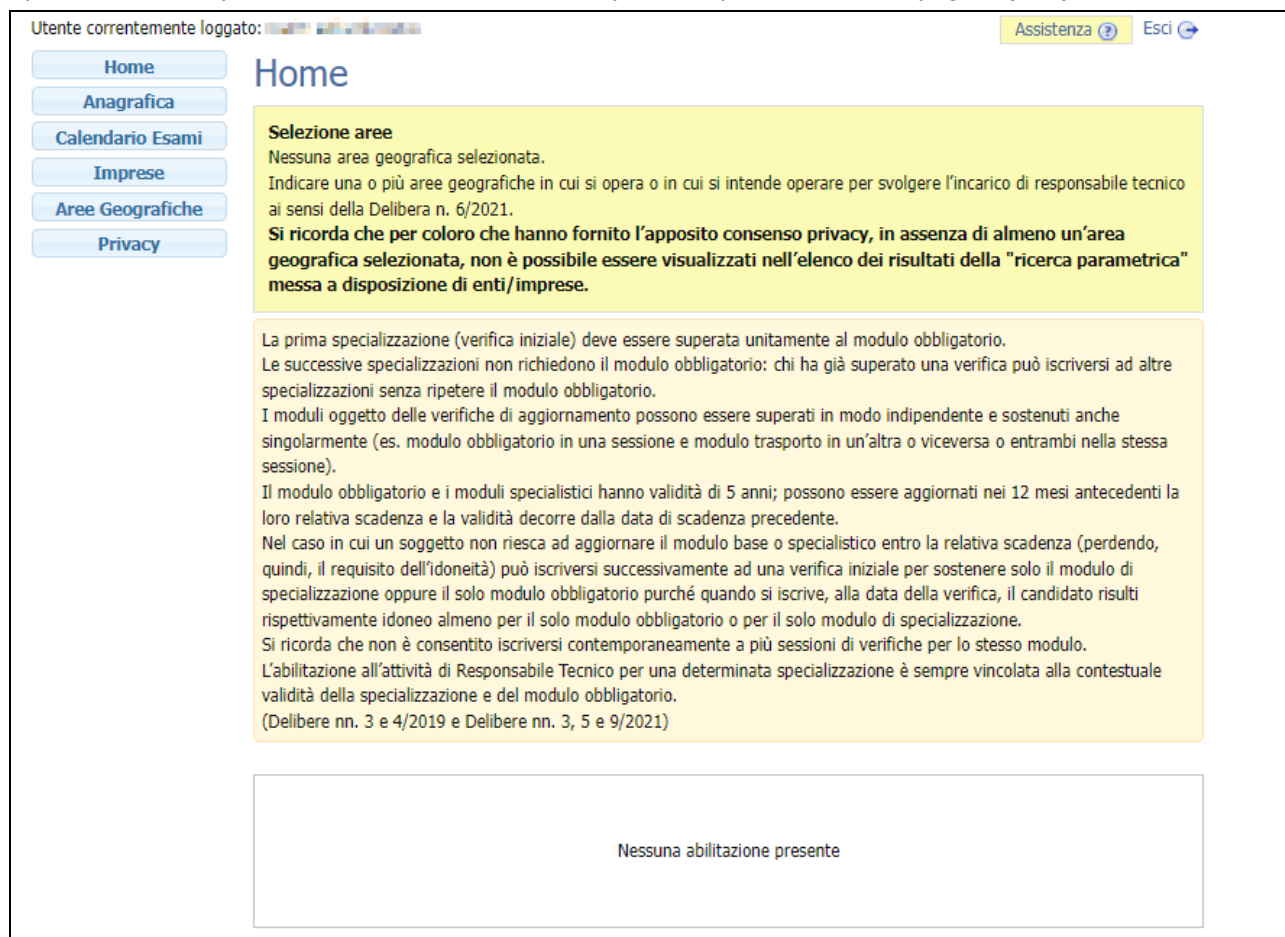 Utente correntemente loggato:
Assistenza
Esci
Home
Anagrafica
Calendario Esami
Imprese
Aree Geografiche
Privacy
Home
Selezione aree
Nessuna area geografica selezionata.
Indicare una o più aree geografiche in cui si opera o in cui si intende operare per svolgere l'incarico di responsabile tecnico
ai sensi della Delibera n. 6/2021.
Si ricorda che per coloro che hanno fornito l'apposito consenso privacy, in assenza di almeno un'area
geografica selezionata, non è possibile essere visualizzati nell'elenco dei risultati della "ricerca parametrica"
messa a disposizione di enti/imprese.
La prima specializzazione (verifica iniziale) deve essere superata unitamente al modulo obbligatorio.
Le successive specializzazioni non richiedono il modulo obbligatorio: chi ha già superato una verifica può iscriversi ad altre
specializzazioni senza ripetere il modulo obbligatorio.
I moduli oggetto delle verifiche di aggiornamento possono essere superati in modo indipendente e sostenuti anche
singolarmente (es. modulo obbligatorio in una sessione e modulo trasporto in un'altra o viceversa o entrambi nella stessa
sessione).
Il modulo obbligatorio e i moduli specialistici hanno validità di 5 anni; possono essere aggiornati nei 12 mesi antecedenti la
loro relativa scadenza e la validità decorre dalla data di scadenza precedente.
Nel caso in cui un soggetto non riesca ad aggiornare il modulo base o specialistico entro la relativa scadenza (perdendo,
quindi, il requisito dell'idoneità) può iscriversi successivamente ad una verifica iniziale per sostenere solo il modulo di
specializzazione oppure il solo modulo obbligatorio purché quando si iscrive, alla data della verifica, il candidato risulti
rispettivamente idoneo almeno per il solo modulo obbligatorio o per il solo modulo di specializzazione.
Si ricorda che non è consentito iscriversi contemporaneamente a più sessioni di verifiche per lo stesso modulo.
L'abilitazione all'attività di Responsabile Tecnico per una determinata specializzazione è sempre vincolata alla contestuale
validità della specializzazione e del modulo obbligatorio.
(Delibere nn. 3 e 4/2019 e Delibere nn. 3, 5 e 9/2021)
Nessuna abilitazione presente